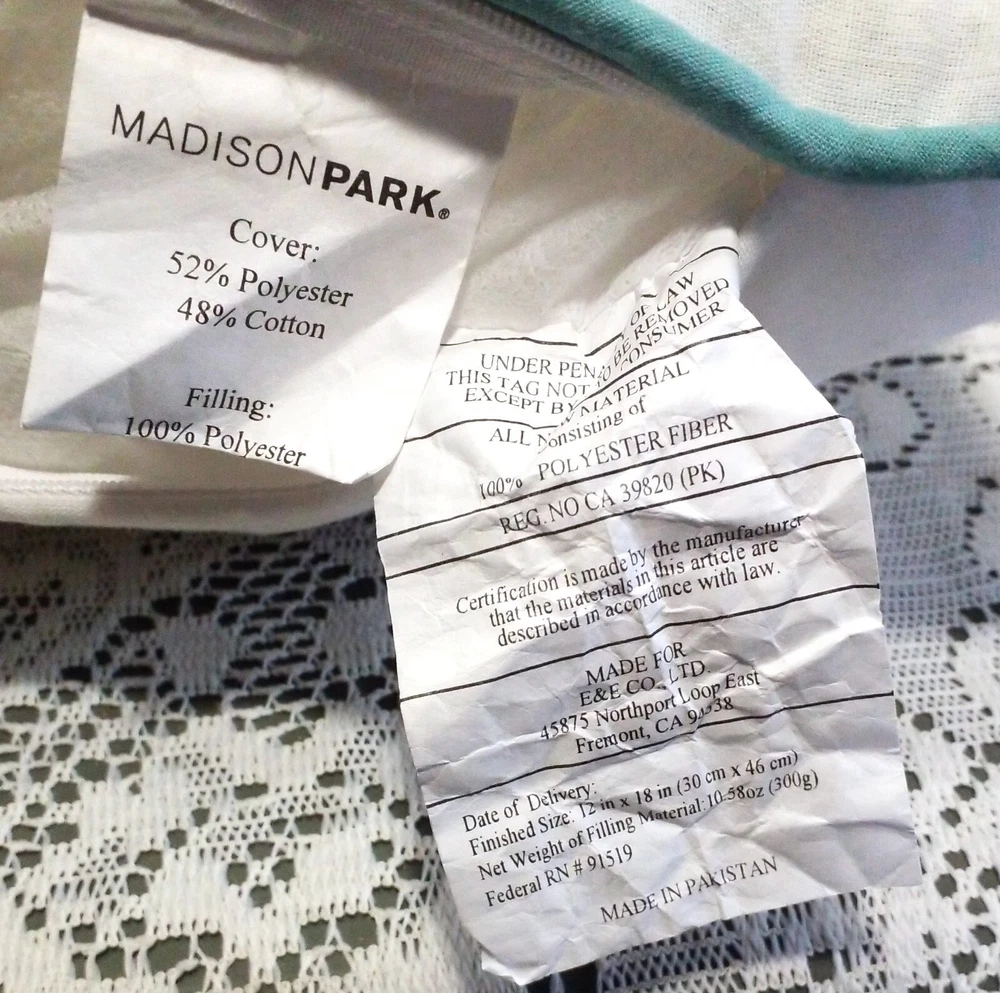 MADISONPARK®
Cover:
52% Polyester
48% Cotton
Filling:
100% Polyester
UNDER OF LAW
THIS TAG NOT TO BE REMOVED
EXCEPT BY CONSUMER
ALL MATERIAL
onsisting of
100% POLYESTER FIBER
REG.NO CA 39820 (PK)
Certification is made by the manufacturer
that the materials in this article are
described in accordance with law.
MADE FOR
E&E CO., LTD.
45875 Northport Loop East
Fremont, CA
Date of Delivery:
Finished Size: 12 in x 18 in (30 cm x 46 cm)
Net Weight of Filling Material:10.58oz (300g)
Federal RN # 91519
MADE IN PAKISTAN